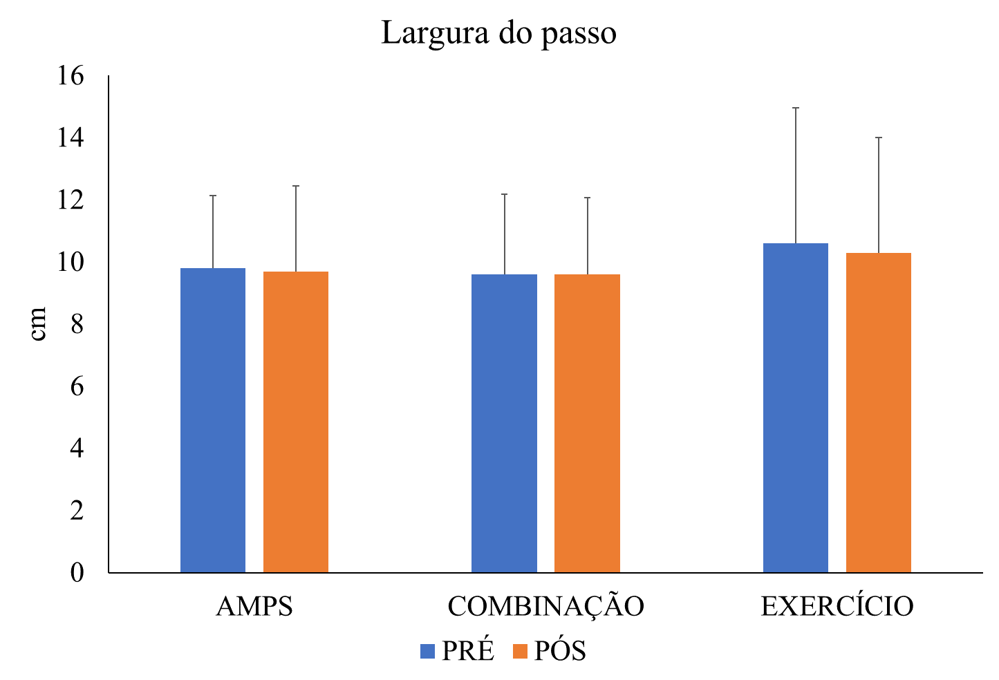 Largura do passo
16
14
12
10
8
6
4
2
0
cm
AMPS COMBINAÇÃO EXERCÍCIO
PRÉ PÓS